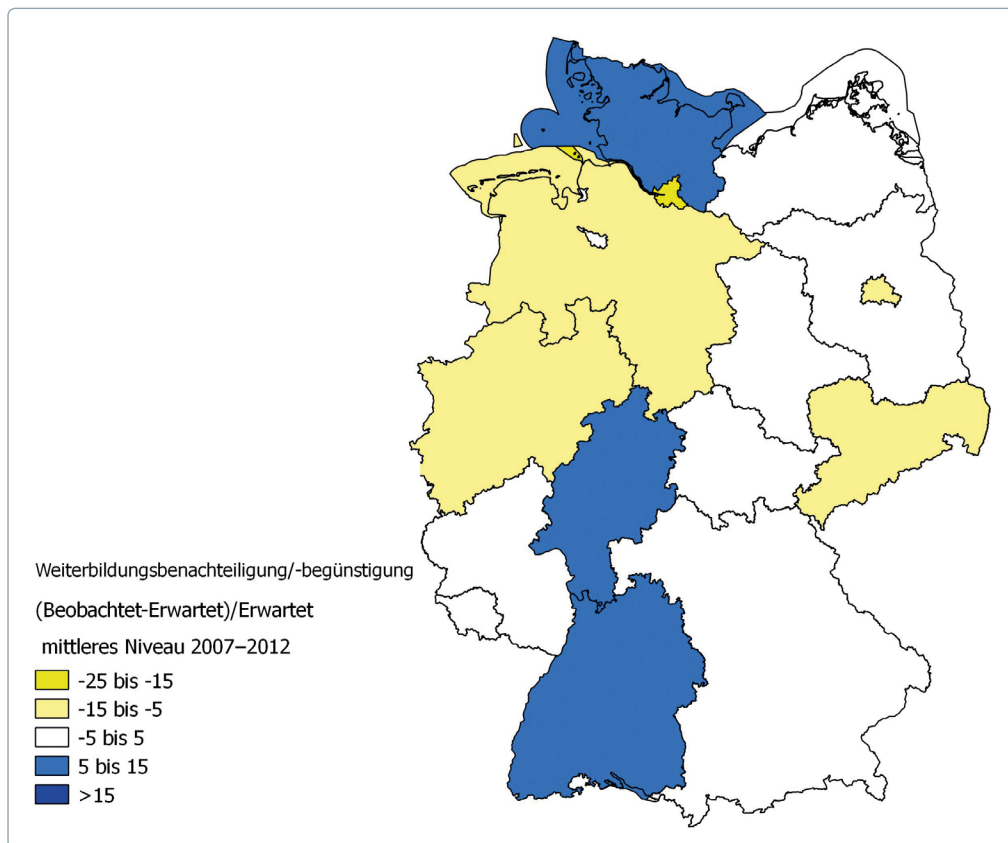 Weiterbildungsbenachteiligung/-begünstigung
(Beobachtet-Erwartet)/Erwartet
mittleres Niveau 2007–2012
-25 bis -15
-15 bis -5
-5 bis 5
5 bis 15
>15